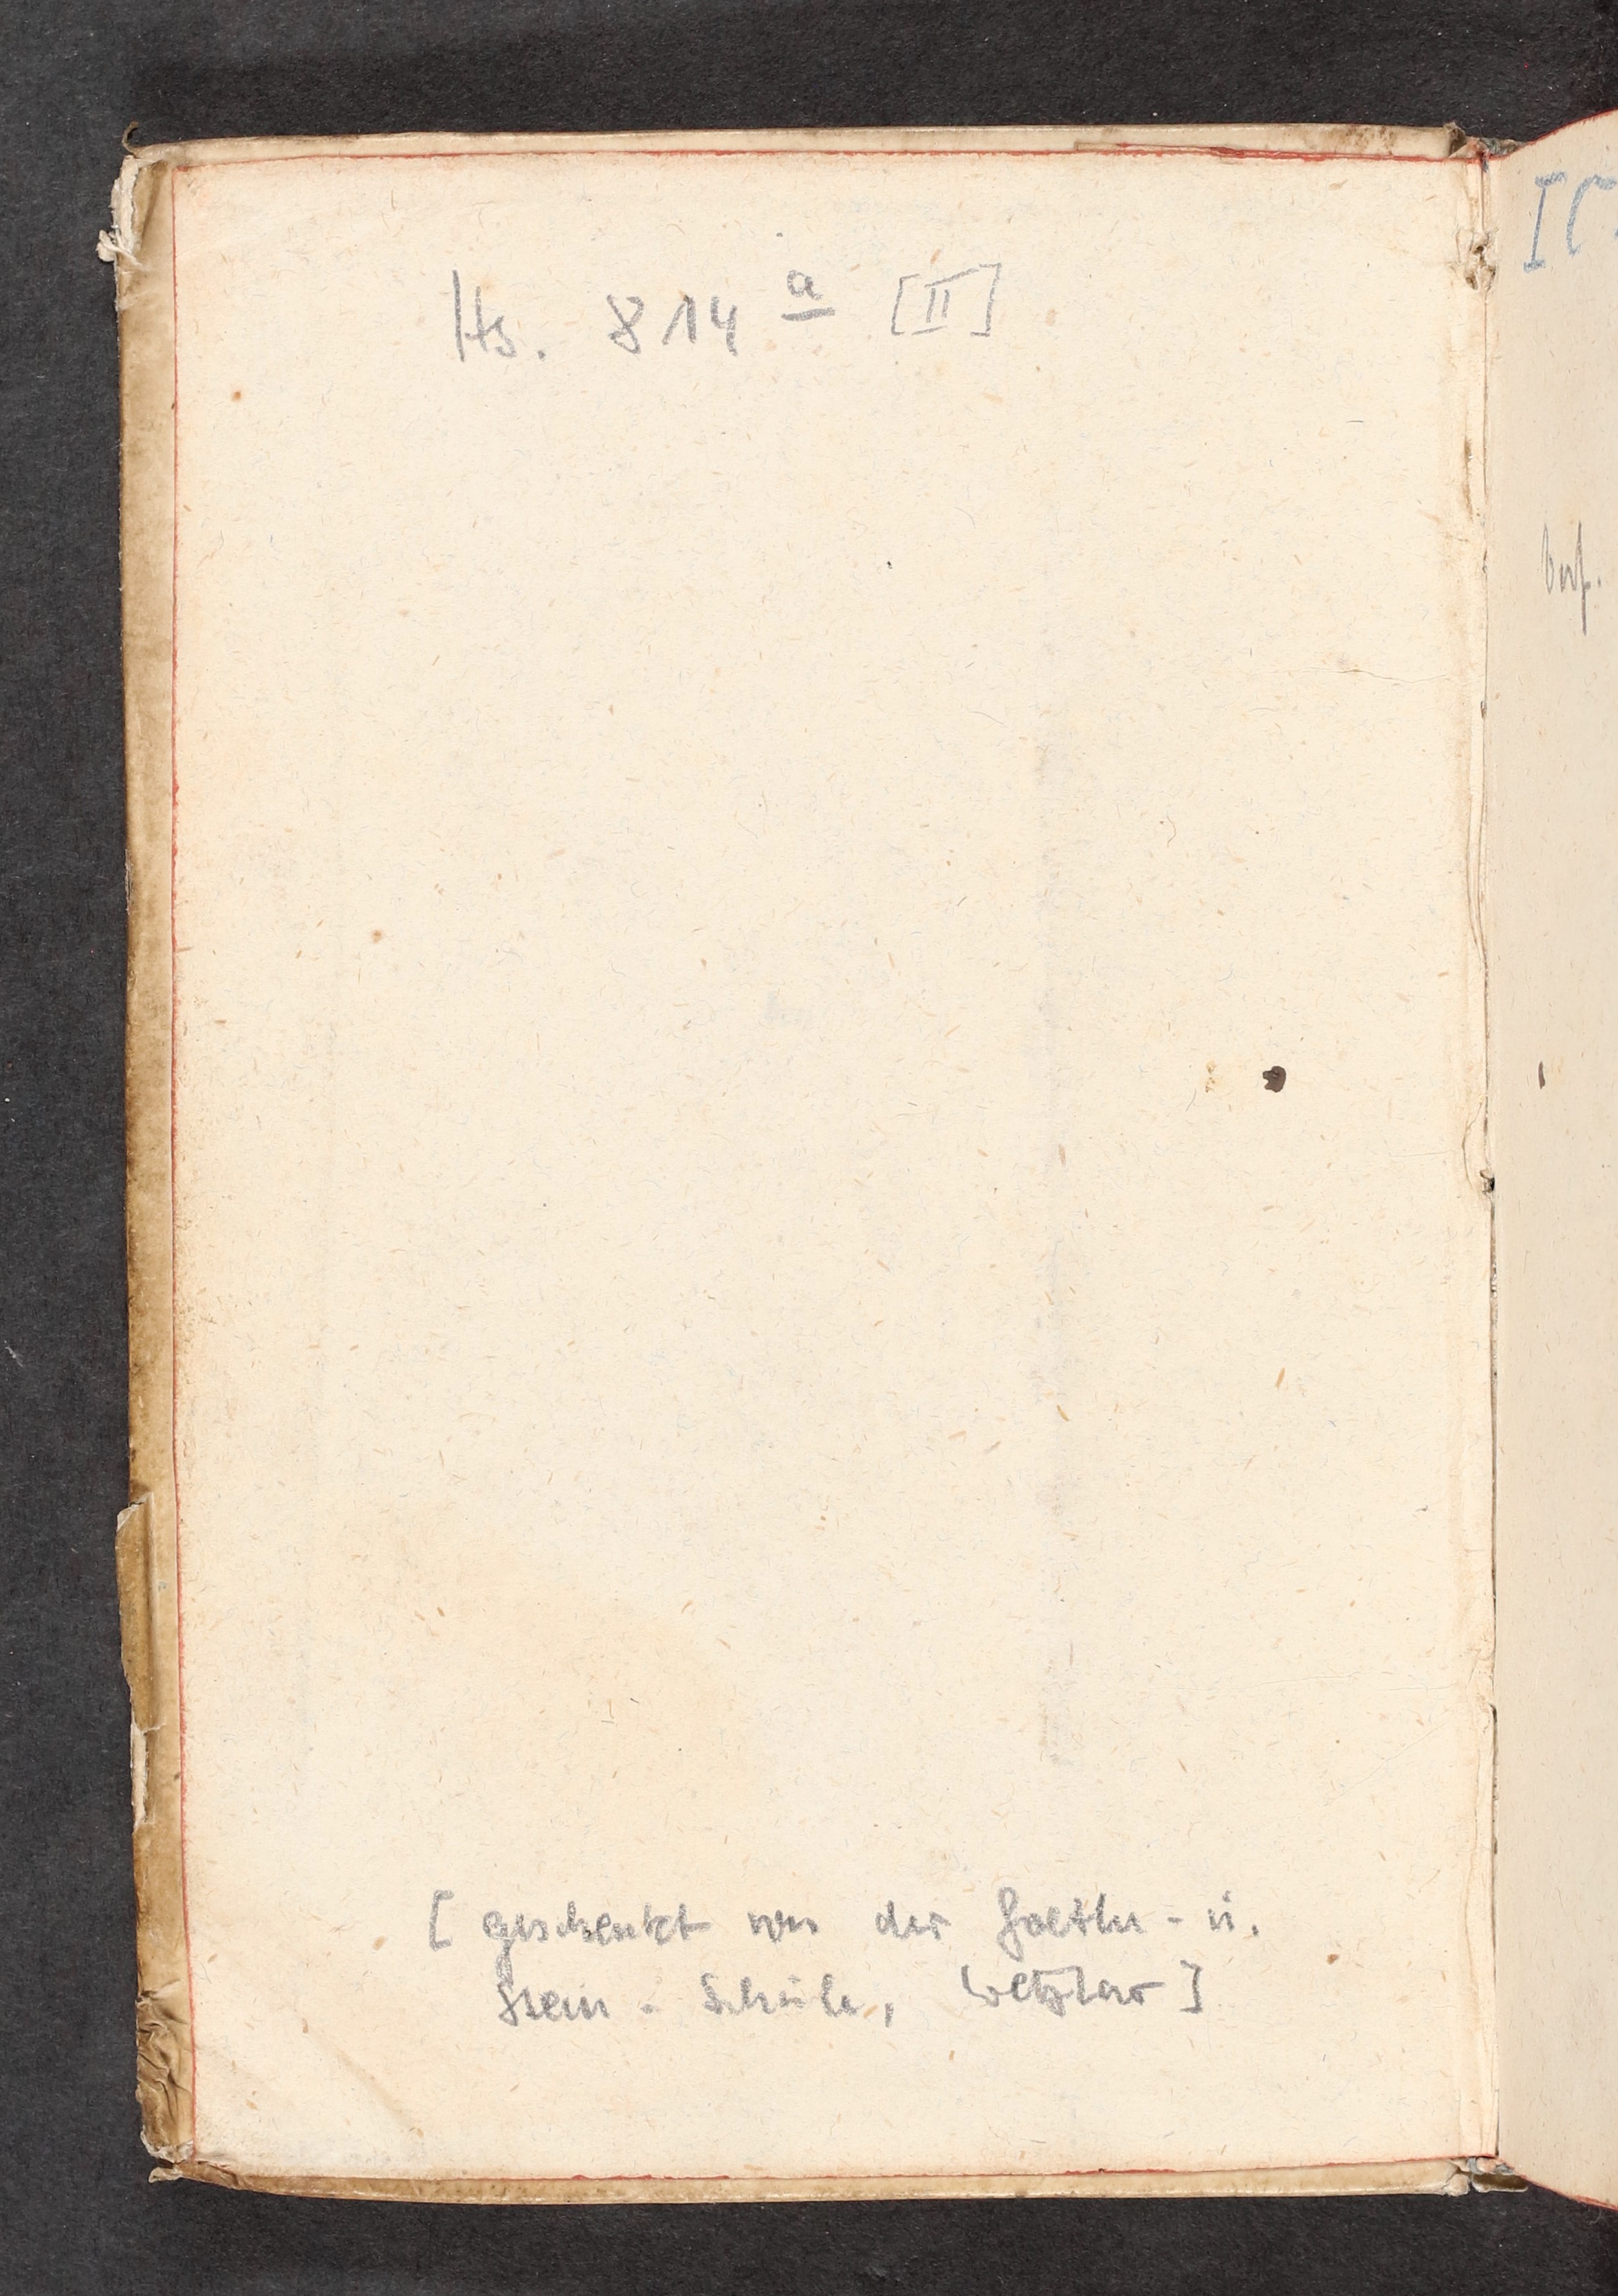 Hs. 814 a [II]
[geschenkt von der Goethe- u.
Stein-Schule, Wetzlar]